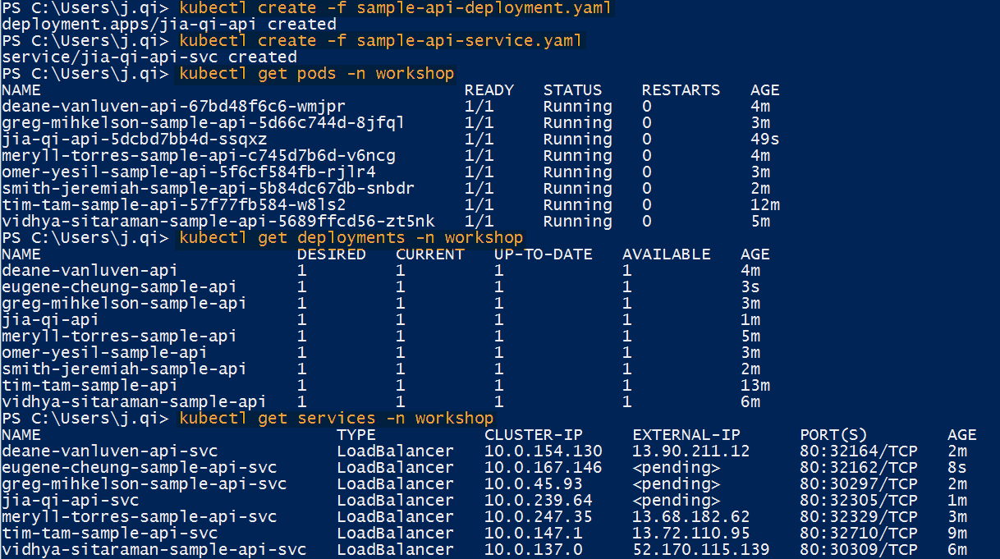 PS C:\Users\j.qi> kubectl create -f sample-api-deployment.yaml
deployment.apps/jia-qi-api created
PS C:\Users\j.qi> kubectl create -f sample-api-service.yaml
service/jia-qi-api-svc created
PS C:\Users\j.qi> kubectl get pods -n workshop
NAME READY STATUS RESTARTS AGE
deane-vanluven-api-67bd48f6c6-wmjpr 1/1 Running 0 4m
greg-mihkelson-sample-api-5d66c744d-8jfql 1/1 Running 0 3m
jia-qi-api-5dcbd7bb4d-ssqxz 1/1 Running 0 49s
meryll-torres-sample-api-c745d7b6d-v6ncg 1/1 Running 0 4m
omer-yesil-sample-api-5f6cf584fb-rjlr4 1/1 Running 0 3m
smith-jeremiah-sample-api-5b84dc67db-snbdr 1/1 Running 0 2m
tim-tam-sample-api-57f77fb584-w8ls2 1/1 Running 0 12m
vidhya-sitaraman-sample-api-5689ffcd56-zt5nk 1/1 Running 0 5m
PS C:\Users\j.qi> kubectl get deployments -n workshop
NAME DESIRED CURRENT UP-TO-DATE AVAILABLE AGE
deane-vanluven-api 1 1 1 1 4m
eugene-cheung-sample-api 1 1 1 1 3s
greg-mihkelson-sample-api 1 1 1 1 3m
jia-qi-api 1 1 1 1 1m
meryll-torres-sample-api 1 1 1 1 5m
omer-yesil-sample-api 1 1 1 1 3m
smith-jeremiah-sample-api 1 1 1 1 2m
tim-tam-sample-api 1 1 1 1 13m
vidhya-sitaraman-sample-api 1 1 1 1 6m
PS C:\Users\j.qi> kubectl get services -n workshop
NAME TYPE CLUSTER-IP EXTERNAL-IP PORT(S) AGE
deane-vanluven-api-svc LoadBalancer 10.0.154.130 13.90.211.12 80:32164/TCP 2m
eugene-cheung-sample-api-svc LoadBalancer 10.0.167.146 <pending> 80:32162/TCP 8s
greg-mihkelson-sample-api-svc LoadBalancer 10.0.45.93 <pending> 80:30297/TCP 2m
jia-qi-api-svc LoadBalancer 10.0.239.64 <pending> 80:32305/TCP 1m
meryll-torres-sample-api-svc LoadBalancer 10.0.247.35 13.68.182.62 80:32329/TCP 3m
tim-tam-sample-api-svc LoadBalancer 10.0.147.1 13.72.110.95 80:32710/TCP 9m
vidhya-sitaraman-sample-api-svc LoadBalancer 10.0.137.0 52.170.115.139 80:30309/TCP 6m